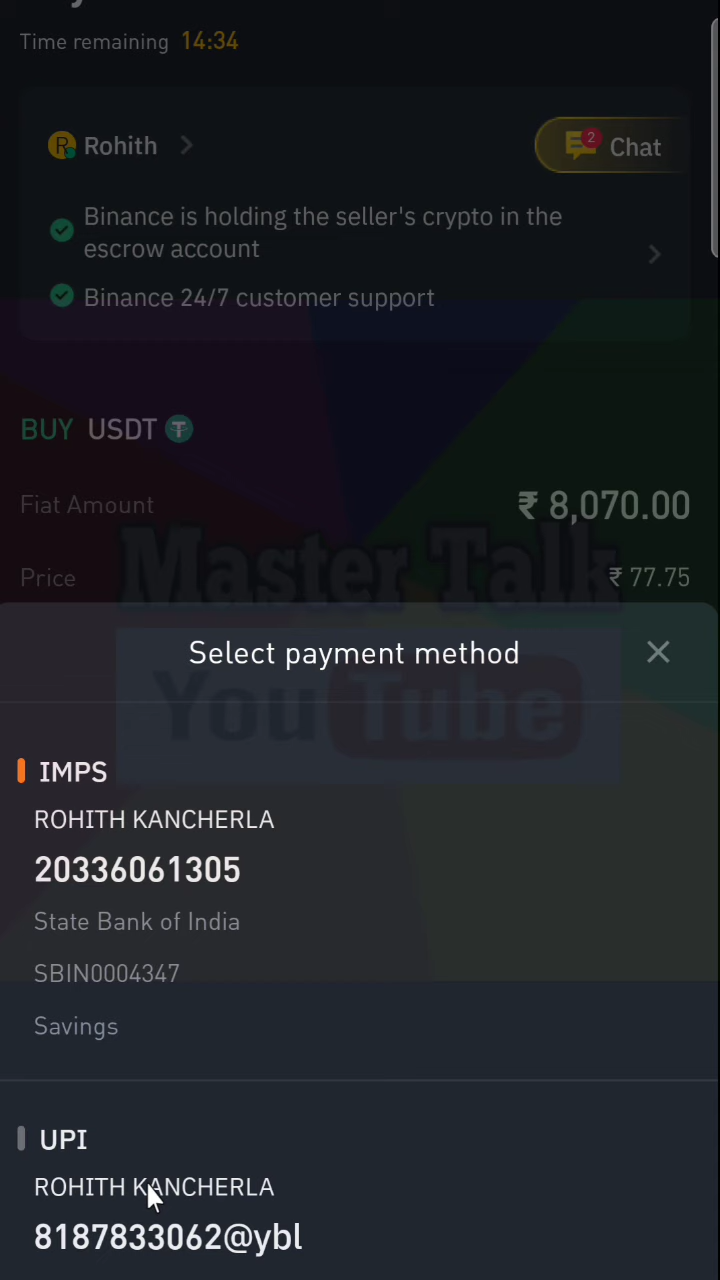 Time remaining 14:34
Rohith
2
Chat
Binance is holding the seller's crypto in the
escrow account
Binance 24/7 customer support
BUY USDT
Fiat Amount ₹ 8,070.00
Master Talk
Price ₹ 77.75
Select payment method
YouTube
IMPS
ROHITH KANCHERLA
20336061305
State Bank of India
SBIN0004347
Savings
UPI
ROHITH KANCHERLA
8187833062@ybl